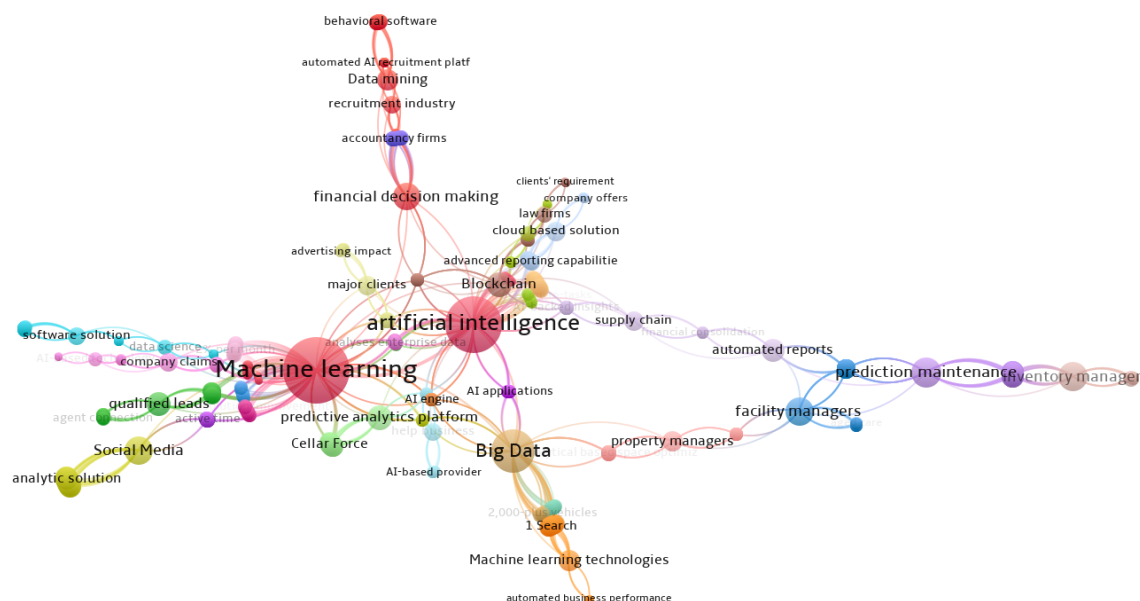 behavioral software
automated AI recruitment platf
Data mining
recruitment industry
accountancy firms
clients' requirement
financial decision making
company offers
law firms
cloud based solution
advertising impact
advanced reporting capabilitie
major clients
Blockchain
artificial intelligence
supply chain
financial consolidation
software solution
analyses enterprise data
data science
automated reports
company claims
Machine learning
prediction maintenance
inventory manager
AI applications
qualified leads
AI engine
agent connection
active time
predictive analytics platform
facility managers
help business
Cellar Force
property managers
Social Media
Big Data
AI-based provider
analytic solution
2,000-plus vehicles
1 Search
Machine learning technologies
automated business performance